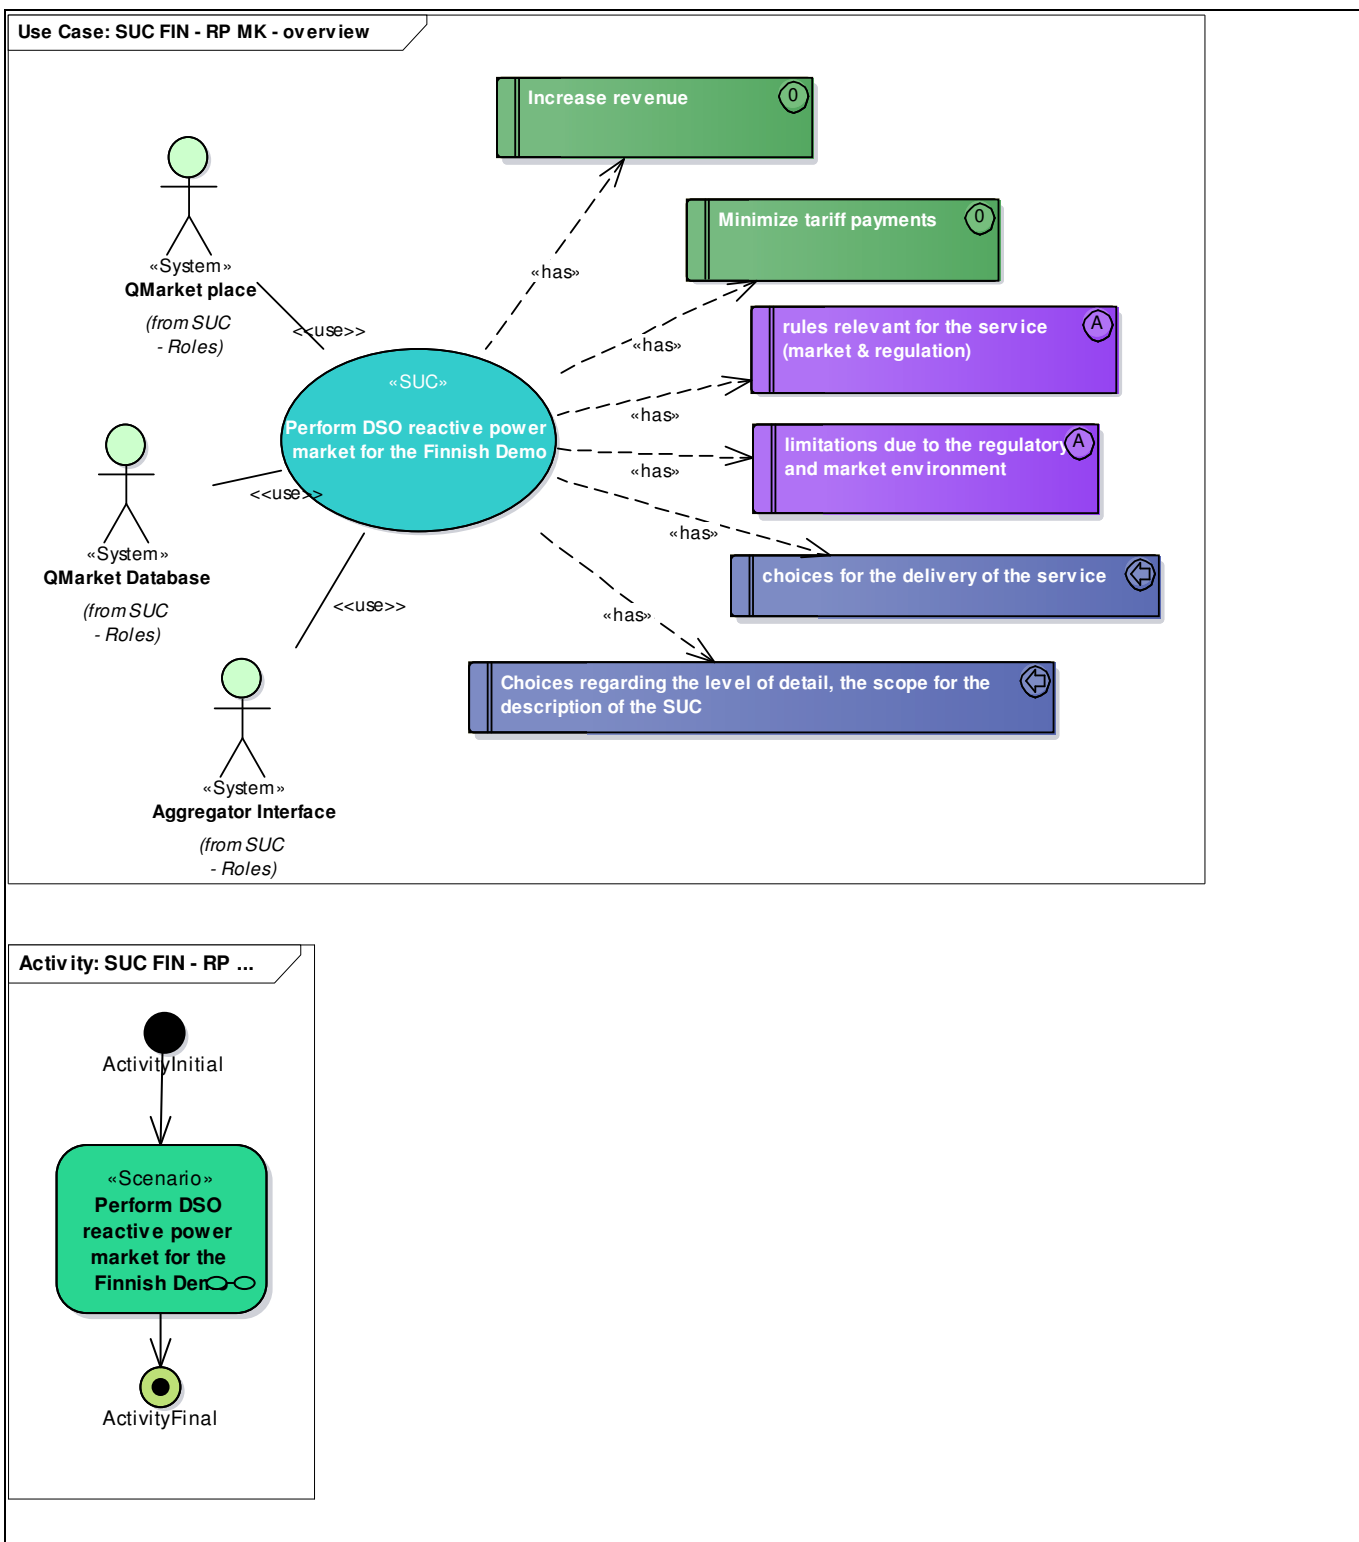 Use Case: SUC FIN - RP MK - overview
Increase revenue
0
Minimize tariff payments
0
«System»
QMarket place
(from SUC
- Roles)
<<use>>
«has»
rules relevant for the service
(market & regulation)
A
«has»
«SUC»
Perform DSO reactive power
market for the Finnish Demo
«has»
limitations due to the regulatory
and market environment
A
«has»
<<use>>
«System»
QMarket Database
(from SUC
- Roles)
«has»
choices for the delivery of the service
<<use>>
«has»
Choices regarding the level of detail, the scope for the
description of the SUC
«System»
Aggregator Interface
(from SUC
- Roles)
Activity: SUC FIN - RP ...
ActivityInitial
«Scenario»
Perform DSO
reactive power
market for the
Finnish Demo
ActivityFinal